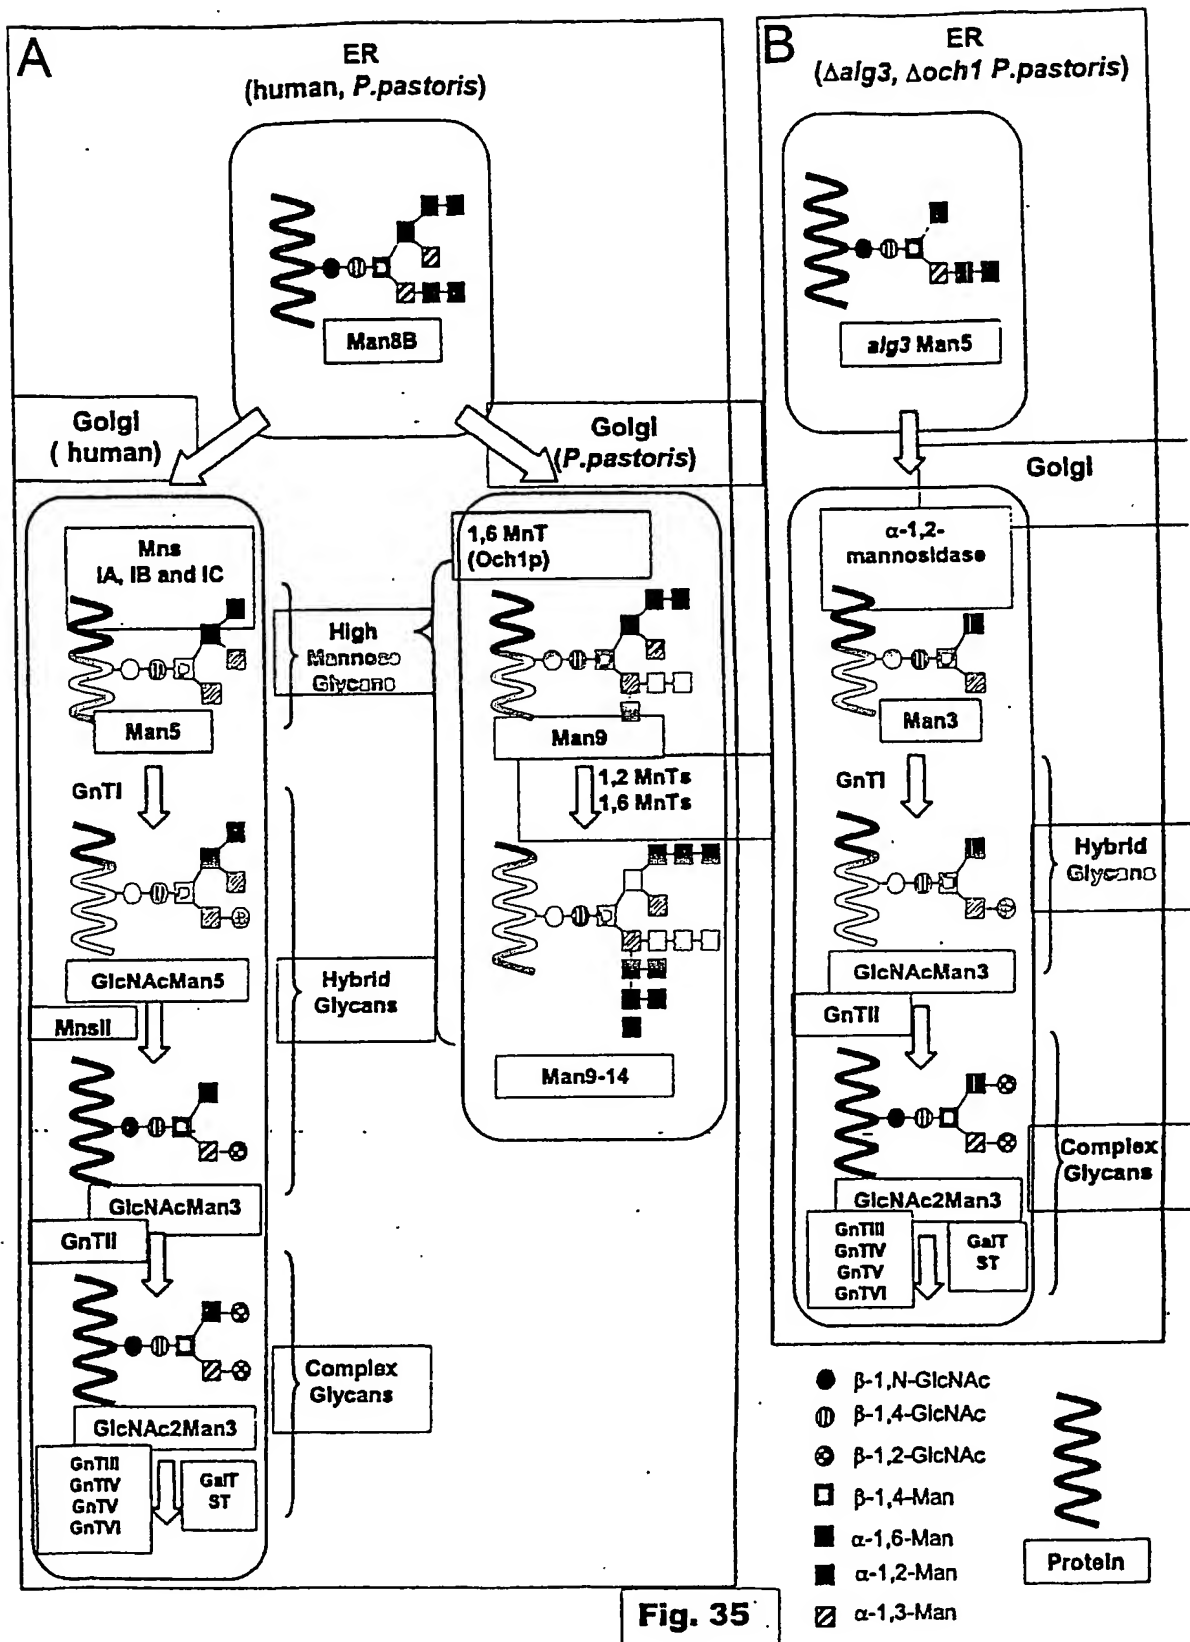 A
ER
(human, P.pastoris)
Man8B
Golgi
( human)
Golgi
(P.pastoris)
Mns
IA, IB and IC
Man5
GnTI
GlcNAcMan5
MnsII
GlcNAcMan3
GnTII
GlcNAc2Man3
GnTIII
GnTIV
GnTV
GnTVI
GalT
ST
High
Mannose
Glycans
Hybrid
Glycans
Complex
Glycans
1,6 MnT
(Och1p)
Man9
1,2 MnTs
1,6 MnTs
Man9-14
B
ER
(Δalg3, Δoch1 P.pastoris)
alg3 Man5
Golgi
α-1,2-
mannosidase
Man3
GnTI
GlcNAcMan3
GnTII
GlcNAc2Man3
GnTIII
GnTIV
GnTV
GnTVI
GalT
ST
Hybrid
Glycans
Complex
Glycans
β-1,N-GlcNAc
β-1,4-GlcNAc
β-1,2-GlcNAc
β-1,4-Man
α-1,6-Man
α-1,2-Man
α-1,3-Man
Protein
Fig. 35